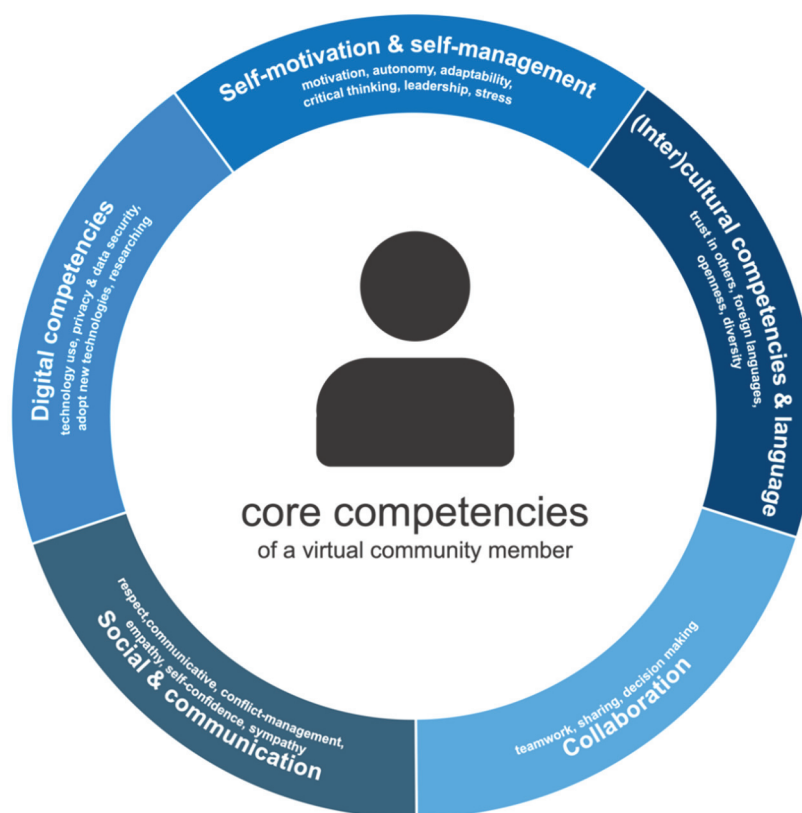 Self-motivation & self-management
motivation, autonomy, adaptability,
critical thinking, leadership, stress
(Inter)cultural competencies & language
trust in others, foreign languages,
openness, diversity
teamwork, sharing, decision making
Collaboration
respect,communicative, conflict-management,
empathy, self-confidence, sympathy
Social & communication
Digital competencies
technology use, privacy & data security,
adopt new technologies, researching
core competencies
of a virtual community member